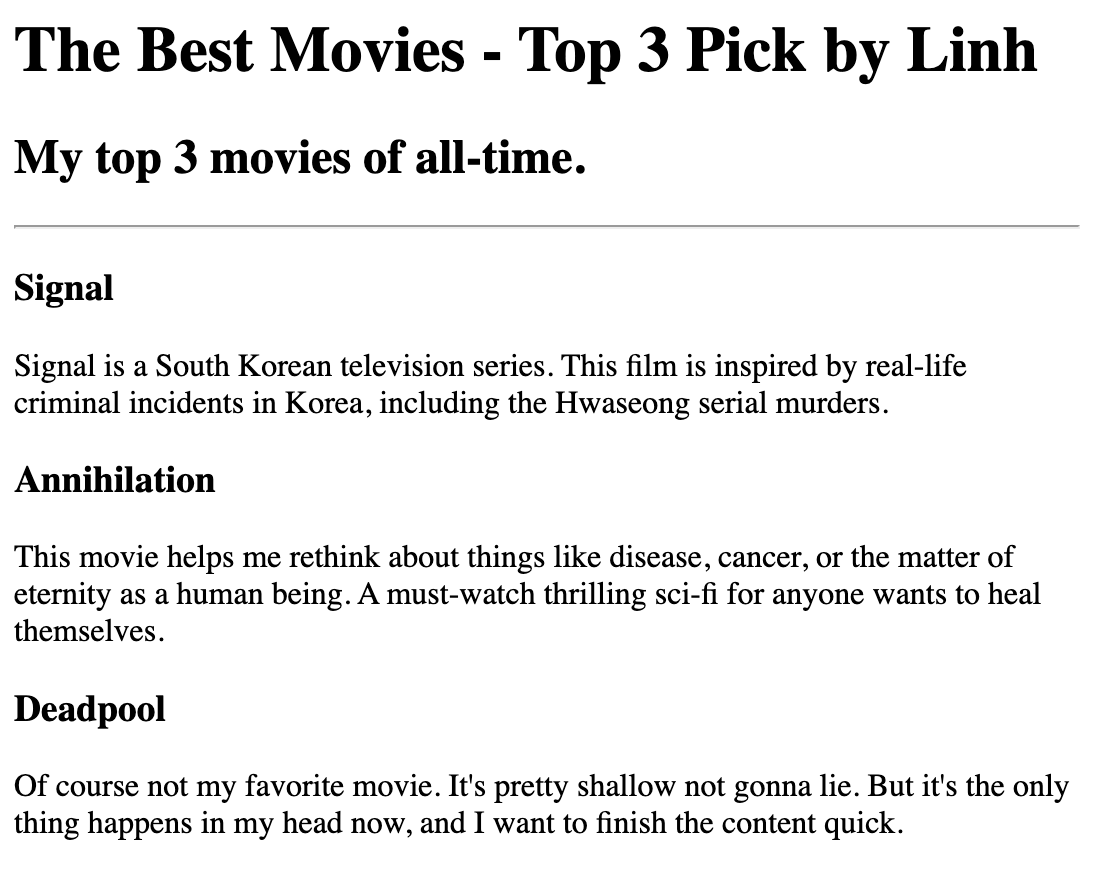 The Best Movies - Top 3 Pick by Linh
My top 3 movies of all-time.
Signal
Signal is a South Korean television series. This film is inspired by real-life
criminal incidents in Korea, including the Hwaseong serial murders.
Annihilation
This movie helps me rethink about things like disease, cancer, or the matter of
eternity as a human being. A must-watch thrilling sci-fi for anyone wants to heal
themselves.
Deadpool
Of course not my favorite movie. It's pretty shallow not gonna lie. But it's the only
thing happens in my head now, and I want to finish the content quick.